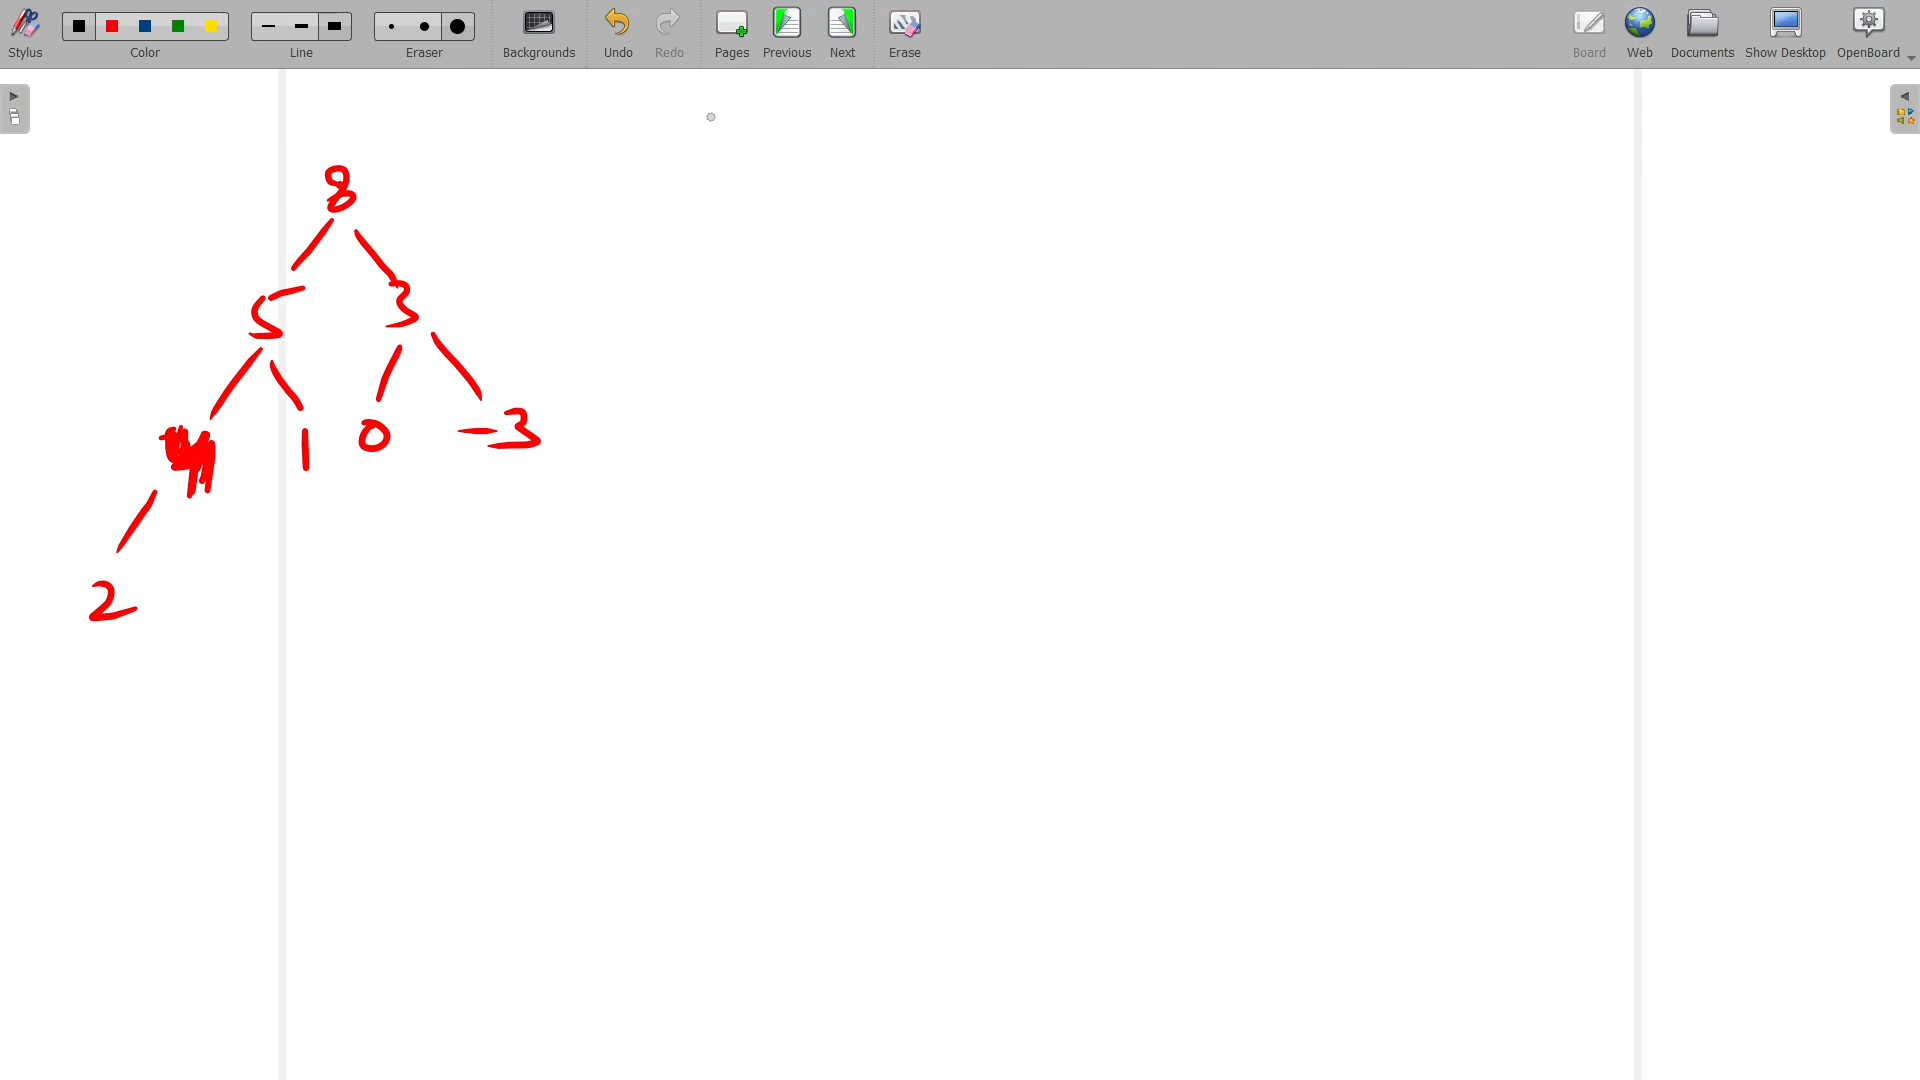 Stylus Color Line Eraser Backgrounds Undo Redo Pages Previous Next Erase Board Web Documents Show Desktop OpenBoard
8
5 3
1 0 -3
2